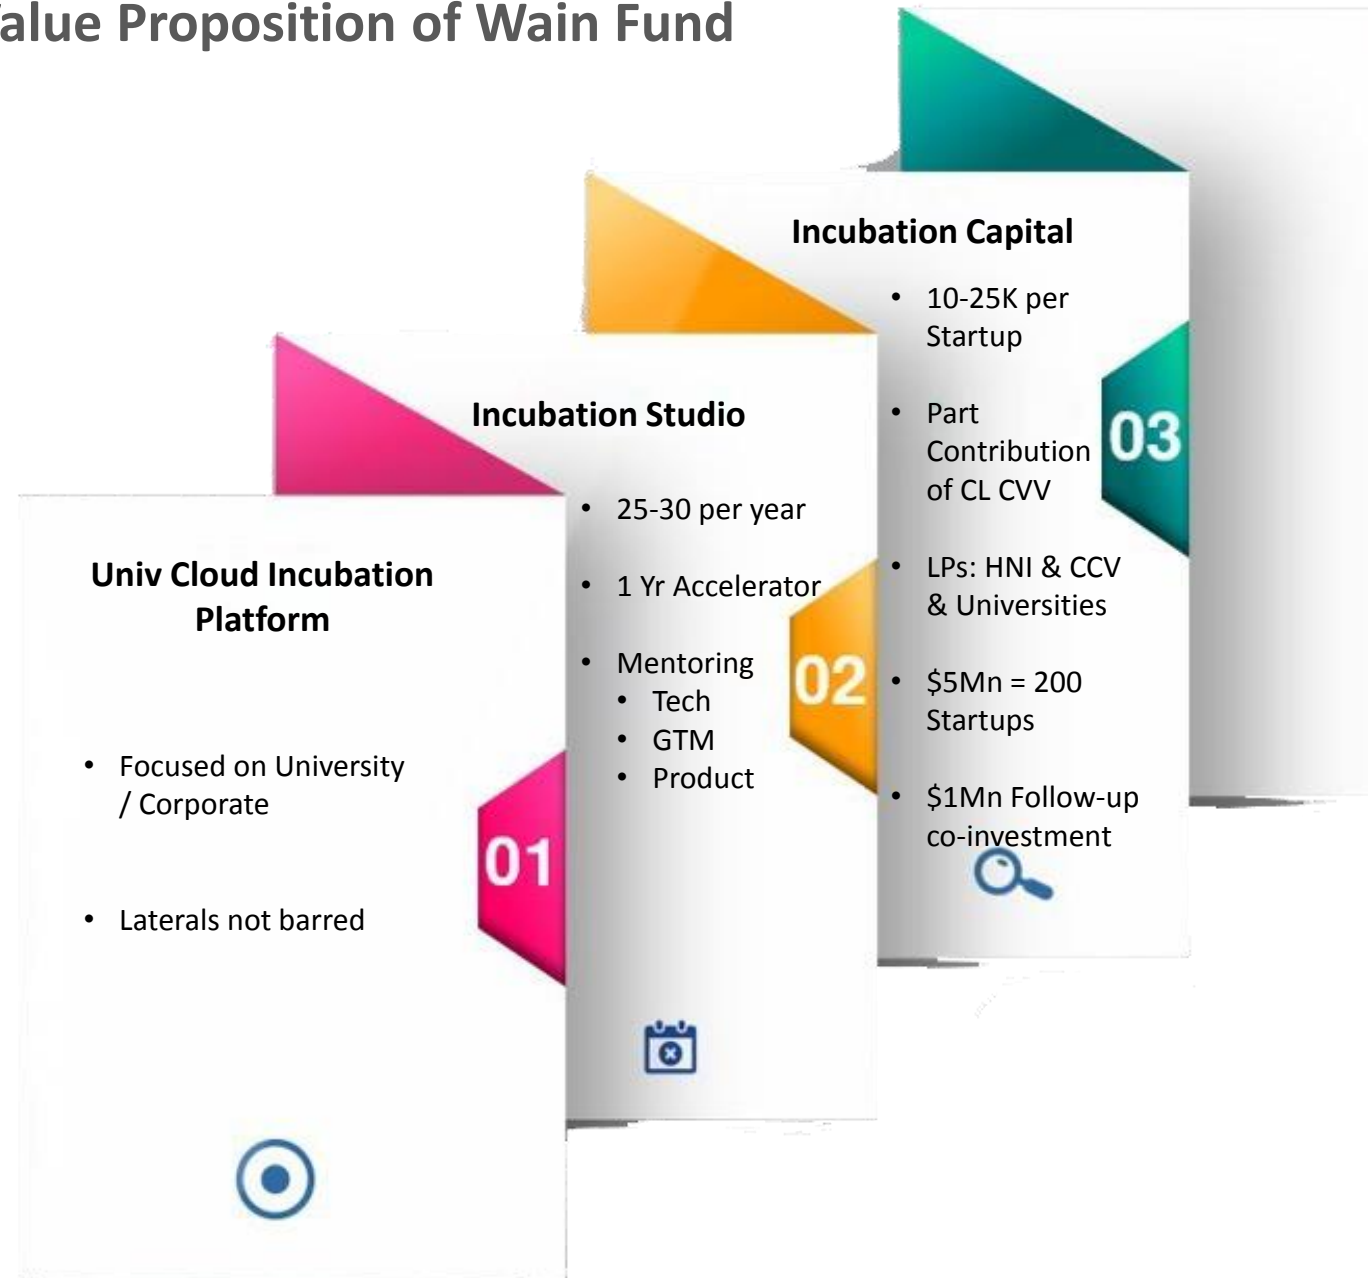 Value Proposition of Wain Fund
Univ Cloud Incubation
Platform
• Focused on University
/ Corporate
• Laterals not barred
01
Incubation Studio
• 25-30 per year
• 1 Yr Accelerator
• Mentoring
• Tech
• GTM
• Product
02
Incubation Capital
• 10-25K per
Startup
• Part
Contribution
of CL CVV
• LPs: HNI & CCV
& Universities
• $5Mn = 200
Startups
• $1Mn Follow-up
co-investment
03